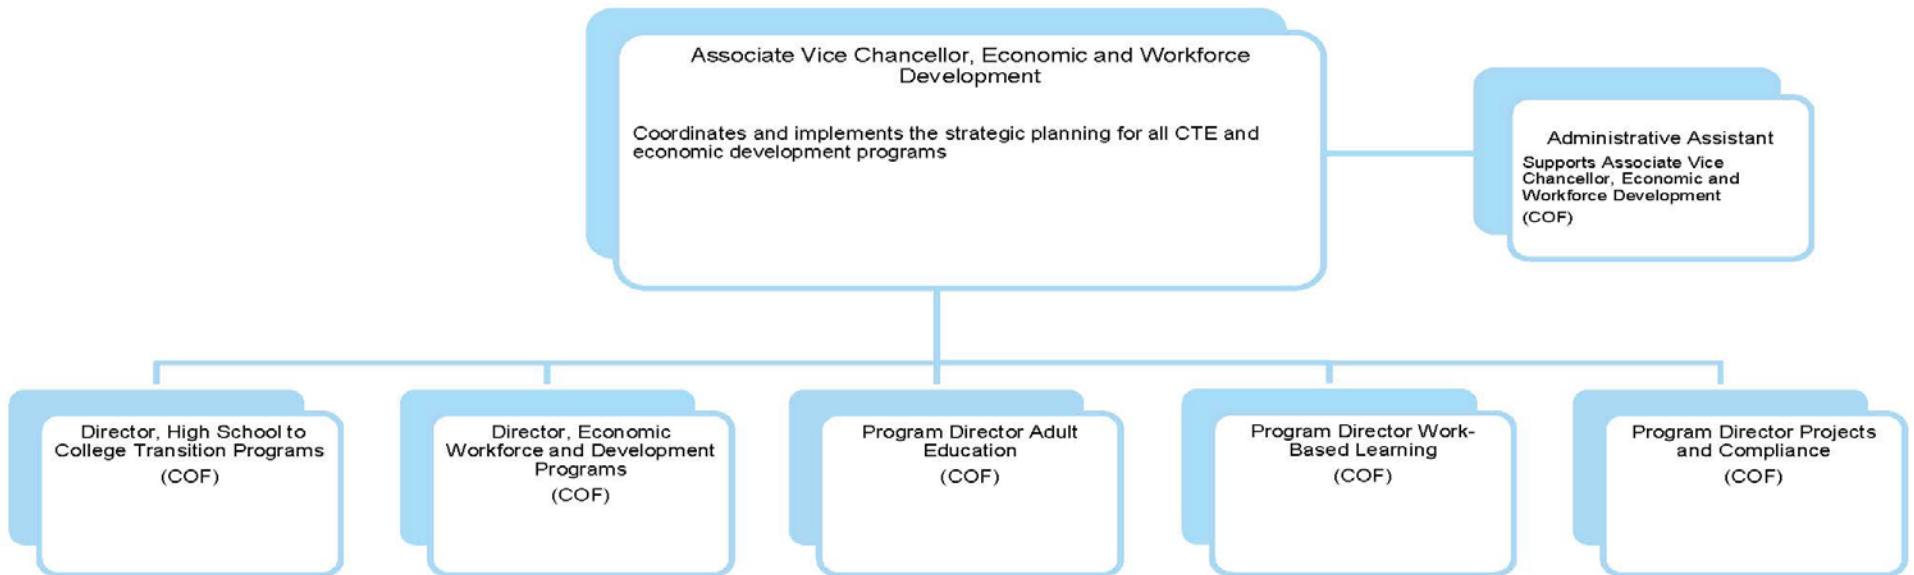 Associate Vice Chancellor, Economic and Workforce
Development
Coordinates and implements the strategic planning for all CTE and
economic development programs
Administrative Assistant
Supports Associate Vice
Chancellor, Economic and
Workforce Development
(COF)
Director, High School to
College Transition Programs
(COF)
Director, Economic
Workforce and Development
Programs
(COF)
Program Director Adult
Education
(COF)
Program Director Work-
Based Learning
(COF)
Program Director Projects
and Compliance
(COF)